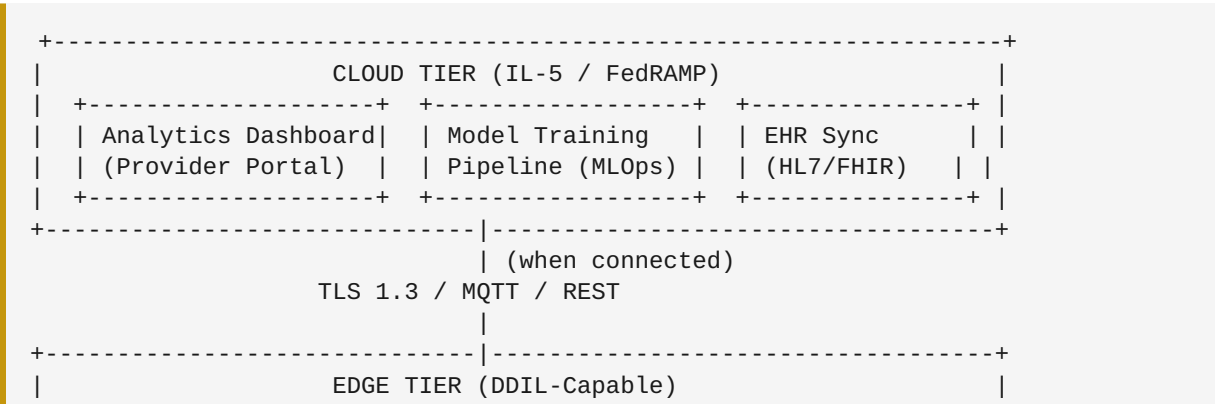 +------------------------------------------------------------------+
|                    CLOUD TIER (IL-5 / FedRAMP)                   |
|  +--------------------+  +------------------+  +---------------+ |
|  | Analytics Dashboard|  | Model Training   |  | EHR Sync      | |
|  | (Provider Portal)  |  | Pipeline (MLOps) |  | (HL7/FHIR)   | |
|  +--------------------+  +------------------+  +---------------+ |
+------------------------------|-----------------------------------+
                               | (when connected)
                    TLS 1.3 / MQTT / REST
                               |
+------------------------------|-----------------------------------+
|                    EDGE TIER (DDIL-Capable)                      |